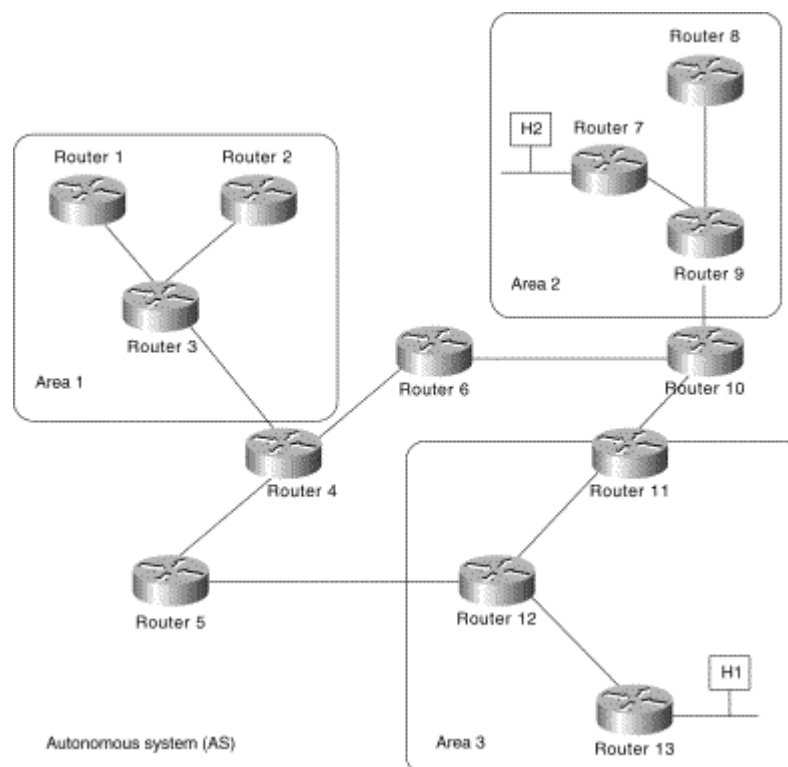 Router 8
H2
Router 7
Router 1
Router 2
Router 9
Area 2
Router 3
Area 1
Router 6
Router 10
Router 4
Router 11
Router 5
Router 12
H1
Autonomous system (AS)
Area 3
Router 13